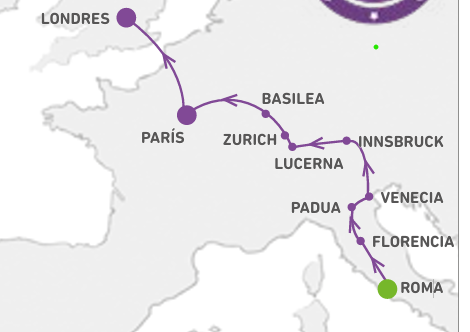 LONDRES
BASILEA
PARÍS
ZURICH
INNSBRUCK
LUCERNA
VENECIA
PADUA
FLORENCIA
ROMA